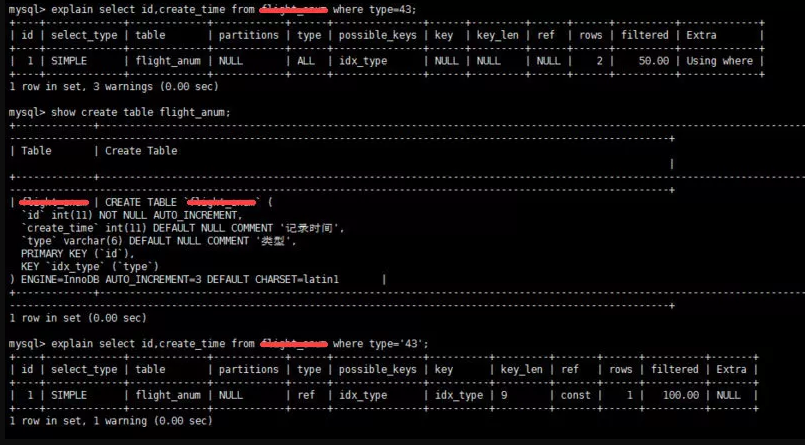 mysql> explain select id,create_time from where type=43;
+----+-------------+------------+------------+------+---------------+------+---------+------+------+----------+-------------+
| id | select_type | table | partitions | type | possible_keys | key | key_len | ref | rows | filtered | Extra |
+----+-------------+------------+------------+------+---------------+------+---------+------+------+----------+-------------+
| 1 | SIMPLE | flight_anum | NULL | ALL | idx_type | NULL | NULL | NULL | 2 | 50.00 | Using where |
+----+-------------+------------+------------+------+---------------+------+---------+------+------+----------+-------------+
1 row in set, 3 warnings (0.00 sec)
mysql> show create table flight_anum;
| Table | Create Table
|
| | CREATE TABLE ` ` (
`id` int(11) NOT NULL AUTO_INCREMENT,
`create_time` int(11) DEFAULT NULL COMMENT '记录时间',
`type` varchar(6) DEFAULT NULL COMMENT '类型',
PRIMARY KEY (`id`),
KEY `idx_type` (`type`)
) ENGINE=InnoDB AUTO_INCREMENT=3 DEFAULT CHARSET=latin1 |
1 row in set (0.00 sec)
mysql> explain select id,create_time from where type='43';
+----+-------------+------------+------------+------+---------------+----------+---------+-------+------+----------+-------+
| id | select_type | table | partitions | type | possible_keys | key | key_len | ref | rows | filtered | Extra |
+----+-------------+------------+------------+------+---------------+----------+---------+-------+------+----------+-------+
| 1 | SIMPLE | flight_anum | NULL | ref | idx_type | idx_type | 9 | const | 1 | 100.00 | NULL |
+----+-------------+------------+------------+------+---------------+----------+---------+-------+------+----------+-------+
1 row in set, 1 warning (0.00 sec)